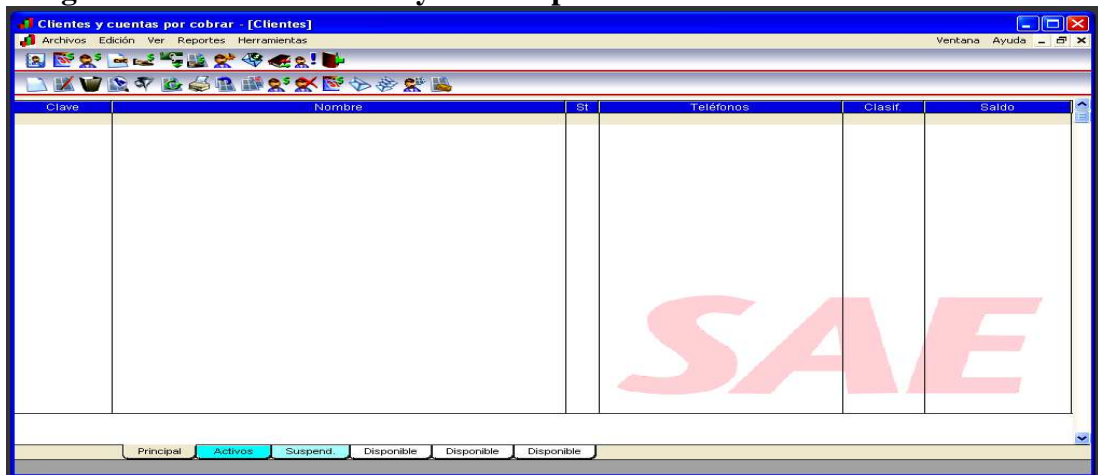 Clientes y cuentas por cobrar - [Clientes]
Archivos Edición Ver Reportes Herramientas Ventana Ayuda
Clave Nombre St Teléfonos Clasif. Saldo
SAE
Principal Activos Suspend. Disponible Disponible Disponible